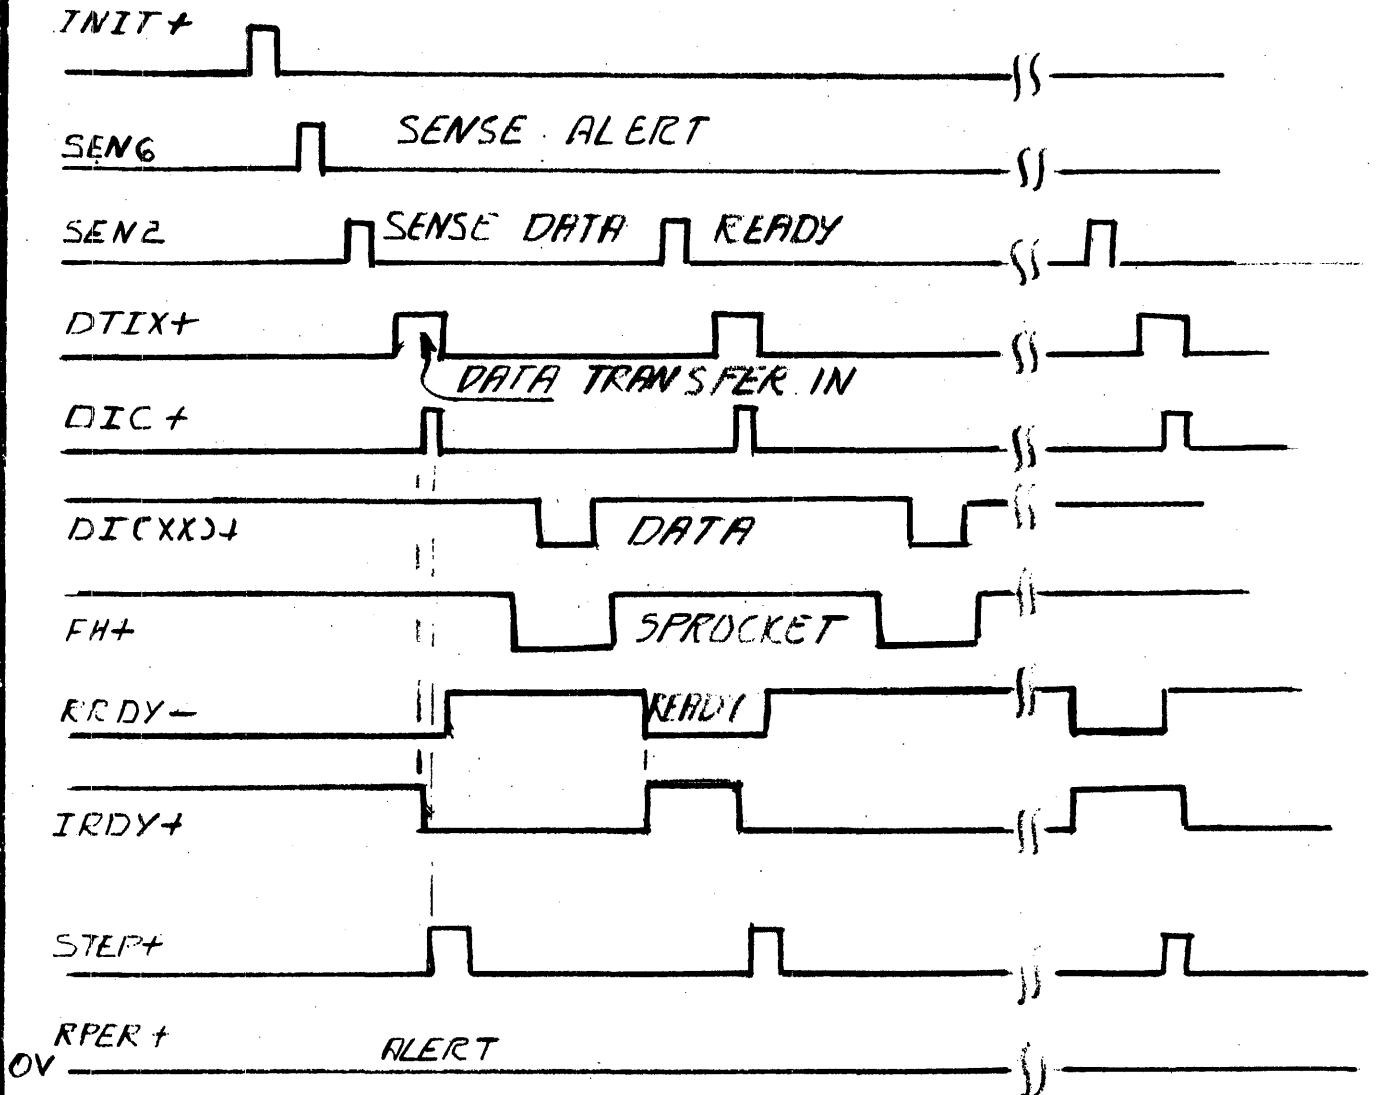 INIT+
SENSE ALERT
SEN6
SEN2 SENSE DATA READY
DTIX+
DATA TRANSFER IN
DIC+
DI(XX)+ DATA
FH+ SPROCKET
RRDY- READY
IRDY+
STEP+
RPER+
ALERT
OV